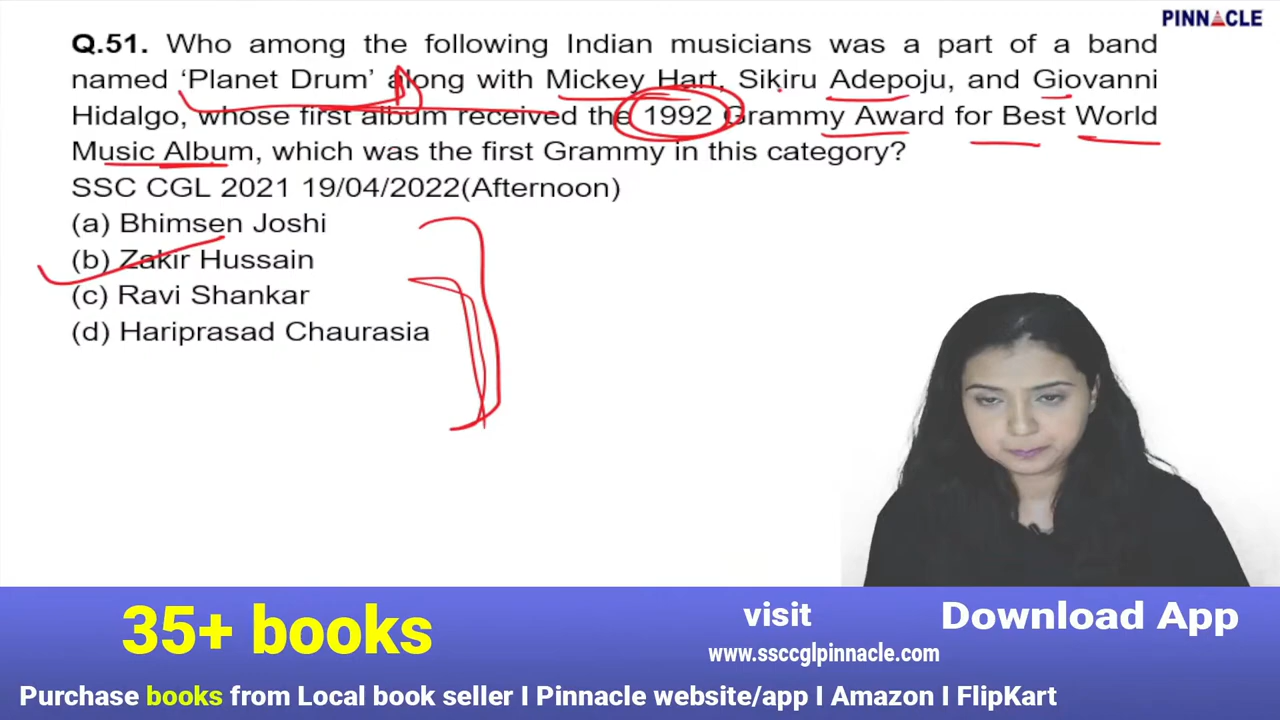 PINNACLE
Q.51. Who among the following Indian musicians was a part of a band
named ‘Planet Drum’ along with Mickey Hart, Sikiru Adepoju, and Giovanni
Hidalgo, whose first album received the 1992 Grammy Award for Best World
Music Album, which was the first Grammy in this category?
SSC CGL 2021 19/04/2022(Afternoon)
(a) Bhimsen Joshi
(b) Zakir Hussain
(c) Ravi Shankar
(d) Hariprasad Chaurasia
35+ books
visit
www.ssccglpinnacle.com
Download App
Purchase books from Local book seller I Pinnacle website/app I Amazon I FlipKart